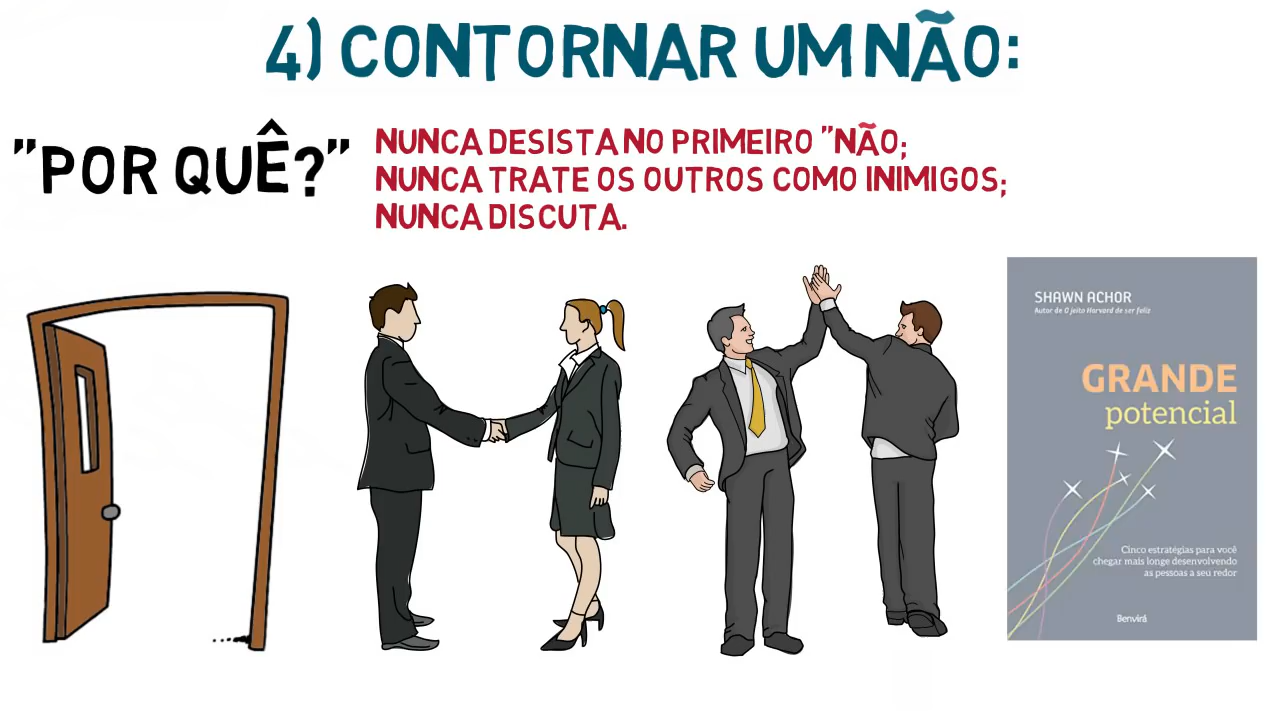 4) CONTORNAR UM NÃO:
"POR QUÊ?"
NUNCA DESISTA NO PRIMEIRO "NÃO;
NUNCA TRATE OS OUTROS COMO INIMIGOS;
NUNCA DISCUTA.
SHAWN ACHOR
Autor de O jeito Harvard de ser feliz
GRANDE
potencial
Cinco estratégias para você
chegar mais longe desenvolvendo
as pessoas a seu redor
Benvirá